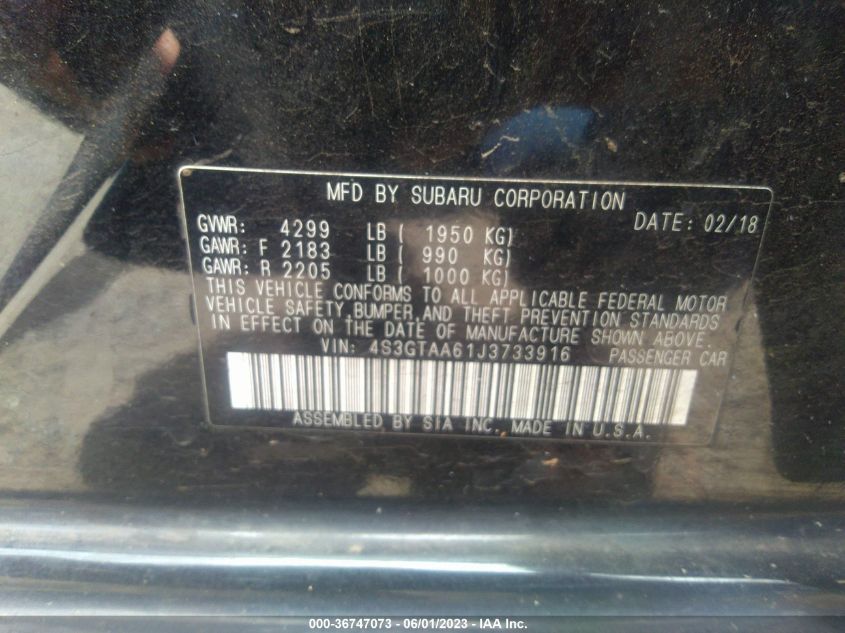 MFD BY SUBARU CORPORATION
DATE: 02/18
GVWR: 4299 LB ( 1950 KG)
GAWR: F 2183 LB ( 990 KG)
GAWR: R 2205 LB ( 1000 KG)
THIS VEHICLE CONFORMS TO ALL APPLICABLE FEDERAL MOTOR
VEHICLE SAFETY, BUMPER, AND THEFT PREVENTION STANDARDS
IN EFFECT ON THE DATE OF MANUFACTURE SHOWN ABOVE.
VIN: 4S3GTAA61J3733916 PASSENGER CAR
ASSEMBLED BY SIA INC., MADE IN U.S.A.
000-36747073 - 06/01/2023 - IAA Inc.